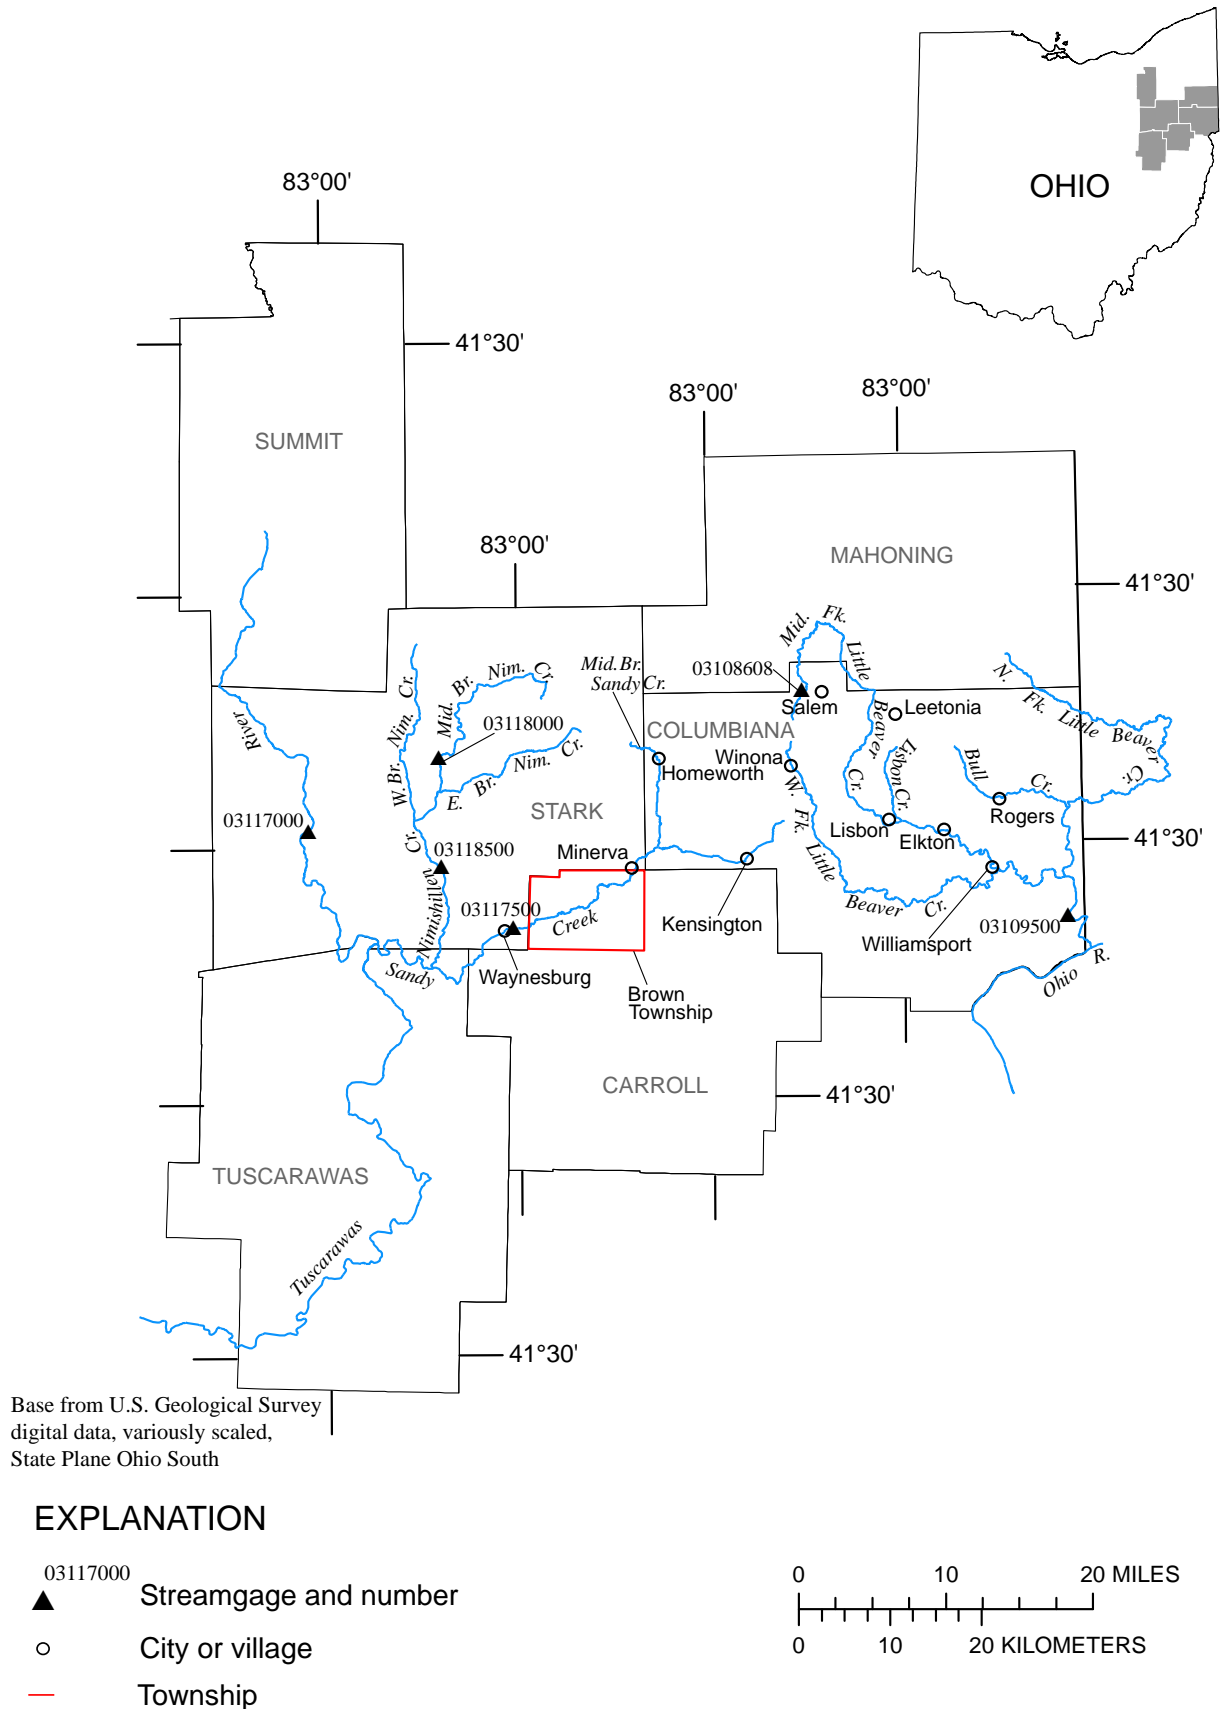 OHIO
83°00'
41°30'
83°00'
83°00'
SUMMIT
83°00'
MAHONING
41°30'
Mid. Fk. Little Beaver Cr.
Mid. Br.
Sandy Cr.
03108608
Salem
Leetonia
N. Fk. Little Beaver Cr.
W. Br. Nim. Cr.
Mid. Br. Nim. Cr.
03118000
COLUMBIANA
Winona
Homeworth
Lisbon Cr.
Bull Cr.
E. Br. Nim. Cr.
STARK
Rogers
03117000
Lisbon
Elkton
41°30'
03118500
Minerva
W. Fk. Little Beaver Cr.
03117500
Nimishillen Cr.
Sandy Creek
Kensington
Williamsport
03109500
Waynesburg
Ohio R.
Brown
Township
CARROLL
41°30'
TUSCARAWAS
Tuscarawas River
41°30'
Base from U.S. Geological Survey
digital data, variously scaled,
State Plane Ohio South
EXPLANATION
03117000
Streamgage and number
City or village
Township
0 10 20 MILES
0 10 20 KILOMETERS